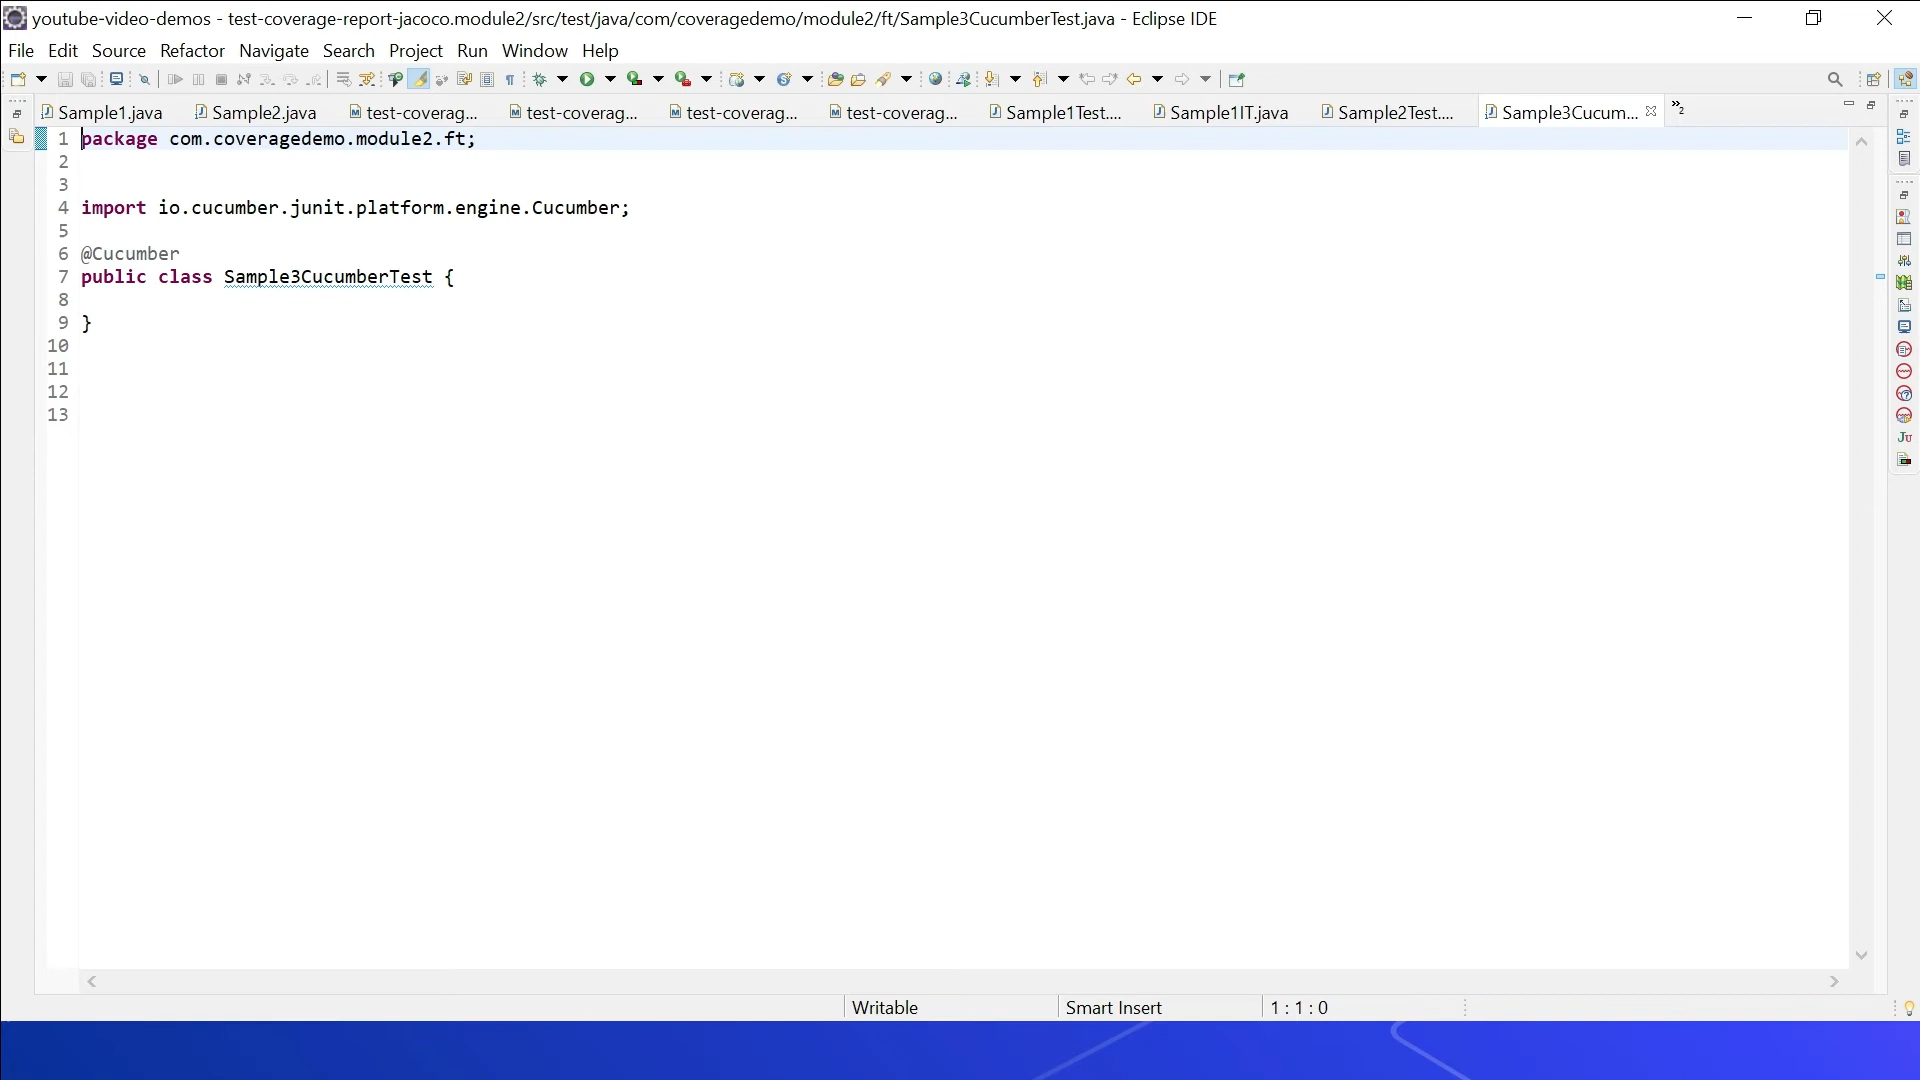 youtube-video-demos - test-coverage-report-jacoco.module2/src/test/java/com/coveragedemo/module2/ft/Sample3CucumberTest.java - Eclipse IDE
File Edit Source Refactor Navigate Search Project Run Window Help
Sample1.java Sample2.java test-coverag... test-coverag... test-coverag... test-coverag... Sample1Test.... Sample1IT.java Sample2Test.... Sample3Cucum... »2
1 package com.coveragedemo.module2.ft;
2
3
4 import io.cucumber.junit.platform.engine.Cucumber;
5
6 @Cucumber
7 public class Sample3CucumberTest {
8
9 }
10
11
12
13
Ju
Writable Smart Insert 1 : 1 : 0